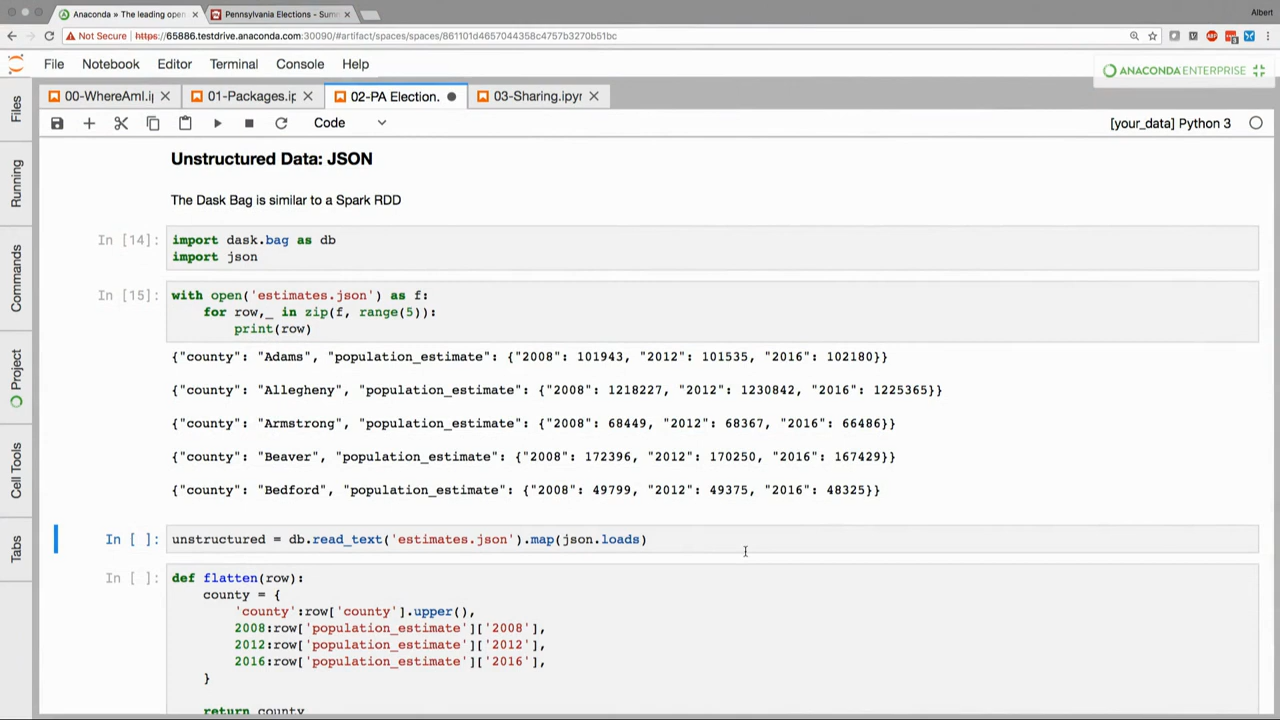 Anaconda » The leading open
Pennsylvania Elections - Sum
Albert
Not Secure
https://65886.testdrive.anaconda.com:30090/#artifact/spaces/spaces/861101d4657044358c4757b3270b51bc
File
Notebook
Editor
Terminal
Console
Help
ANACONDA ENTERPRISE
00-WhereAmI.i
01-Packages.ip
02-PA Election.
03-Sharing.ipyr
Code
[your_data] Python 3
Files
Running
Commands
Project
Cell Tools
Tabs
Unstructured Data: JSON
The Dask Bag is similar to a Spark RDD
In [14]:
import dask.bag as db
import json
In [15]:
with open('estimates.json') as f:
for row,_ in zip(f, range(5)):
print(row)
{"county": "Adams", "population_estimate": {"2008": 101943, "2012": 101535, "2016": 102180}}
{"county": "Allegheny", "population_estimate": {"2008": 1218227, "2012": 1230842, "2016": 1225365}}
{"county": "Armstrong", "population_estimate": {"2008": 68449, "2012": 68367, "2016": 66486}}
{"county": "Beaver", "population_estimate": {"2008": 172396, "2012": 170250, "2016": 167429}}
{"county": "Bedford", "population_estimate": {"2008": 49799, "2012": 49375, "2016": 48325}}
In [ ]:
unstructured = db.read_text('estimates.json').map(json.loads)
In [ ]:
def flatten(row):
county = {
'county':row['county'].upper(),
2008:row['population_estimate']['2008'],
2012:row['population_estimate']['2012'],
2016:row['population_estimate']['2016'],
}
return county